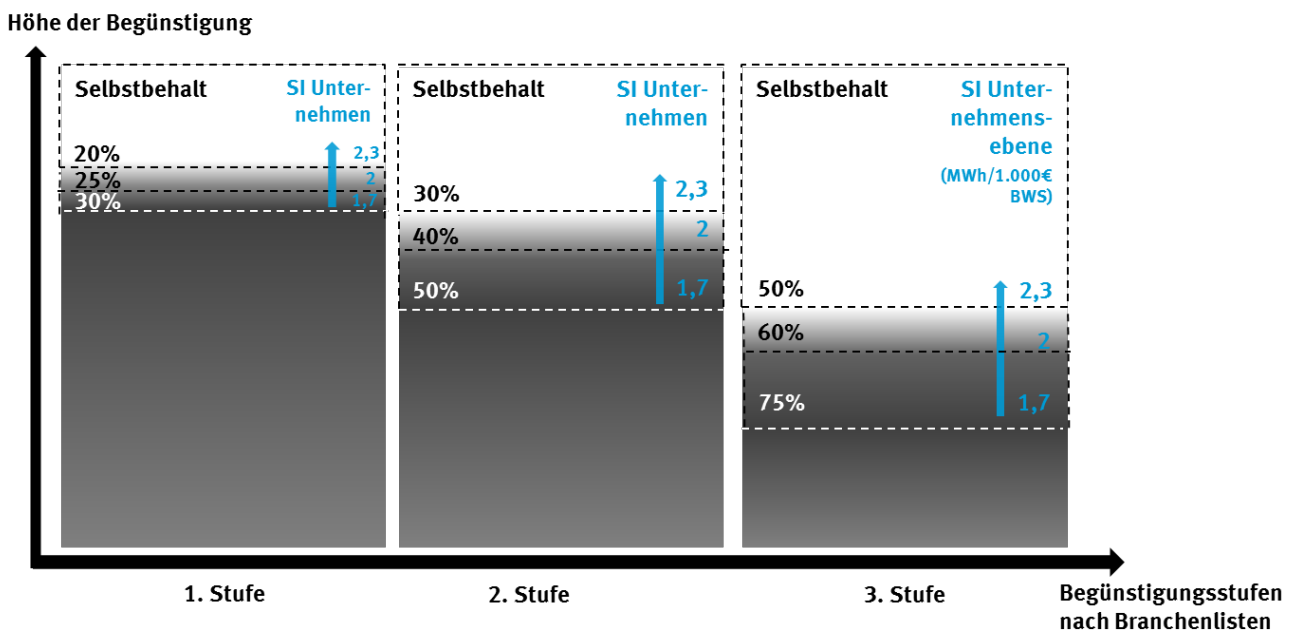 Höhe der Begünstigung
Selbstbehalt
SI Unter-
nehmen
20%
2,3
25%
2
30%
1,7
Selbstbehalt
SI Unter-
nehmen
30%
2,3
40%
2
50%
1,7
Selbstbehalt
SI Unter-
nehmens-
ebene
(MWh/1.000€
BWS)
50%
2,3
60%
2
75%
1,7
1. Stufe
2. Stufe
3. Stufe
Begünstigungsstufen
nach Branchenlisten